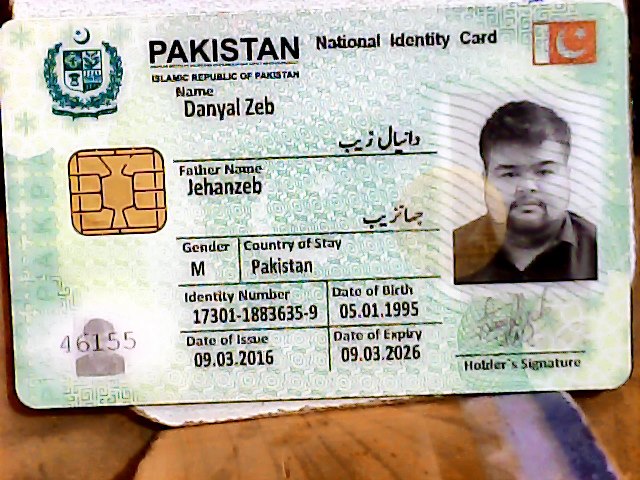 PAKISTAN National Identity Card
ISLAMIC REPUBLIC OF PAKISTAN
Name
Danyal Zeb
دانیال زیب
Father Name
Jehanzeb
جہانزیب
Gender Country of Stay
M Pakistan
Identity Number Date of Birth
17301-1883635-9 05.01.1995
Date of Issue Date of Expiry
09.03.2016 09.03.2026
46155
Holder's Signature